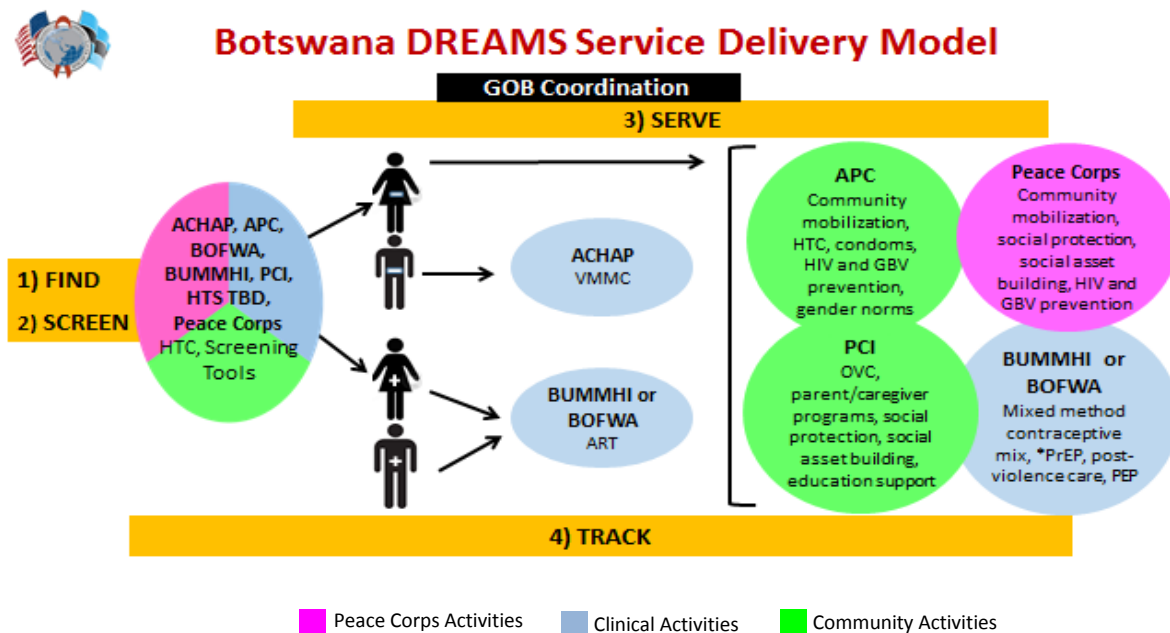 Botswana DREAMS Service Delivery Model
GOB Coordination
3) SERVE
1) FIND
2) SCREEN
ACHAP, APC,
BOFWA,
BUMMHI, PCI,
HTS TBD,
Peace Corps
HTC, Screening
Tools
ACHAP
VMMC
BUMMHI or
BOFWA
ART
APC
Community
mobilization,
HTC, condoms,
HIV and GBV
prevention,
gender norms
Peace Corps
Community
mobilization,
social protection,
social asset
building, HIV and
GBV prevention
PCI
OVC,
parent/caregiver
programs, social
protection, social
asset building,
education support
BUMMHI or
BOFWA
Mixed method
contraceptive
mix, *PrEP, post-
violence care, PEP
4) TRACK
Peace Corps Activities
Clinical Activities
Community Activities